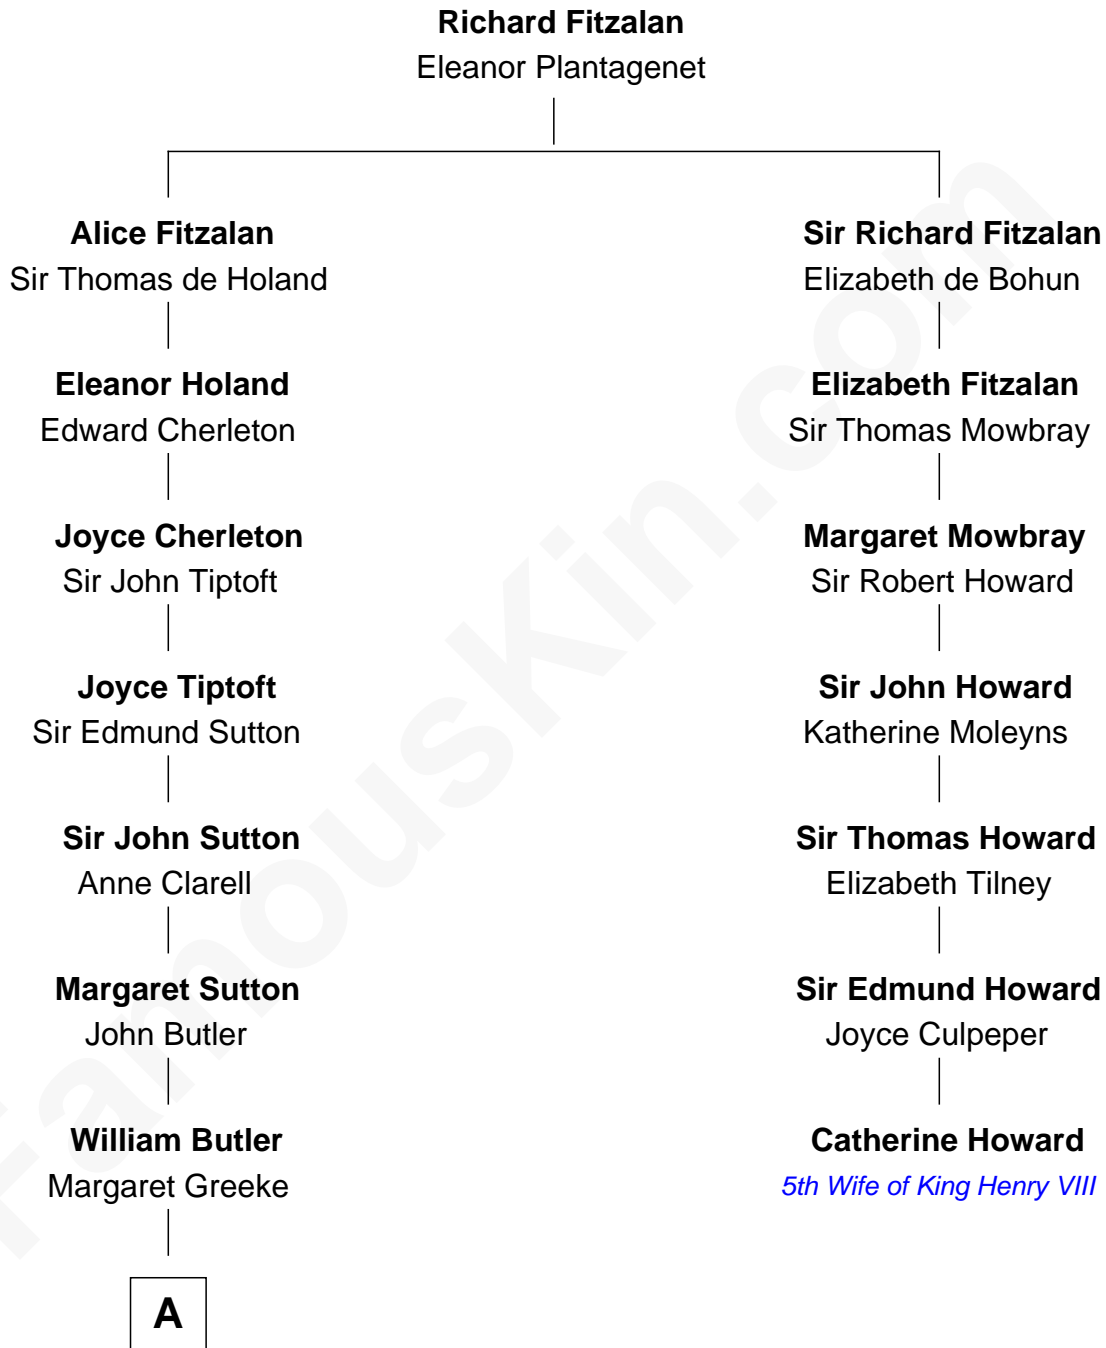 Richard Fitzalan
Eleanor Plantagenet
Alice Fitzalan
Sir Thomas de Holand
Sir Richard Fitzalan
Elizabeth de Bohun
Eleanor Holand
Edward Cherleton
Elizabeth Fitzalan
Sir Thomas Mowbray
Joyce Cherleton
Sir John Tiptoft
Margaret Mowbray
Sir Robert Howard
Joyce Tiptoft
Sir Edmund Sutton
Sir John Howard
Katherine Moleyns
Sir John Sutton
Anne Clarell
Sir Thomas Howard
Elizabeth Tilney
Margaret Sutton
John Butler
Sir Edmund Howard
Joyce Culpeper
William Butler
Margaret Greeke
Catherine Howard
5th Wife of King Henry VIII
A
FamousKin.com